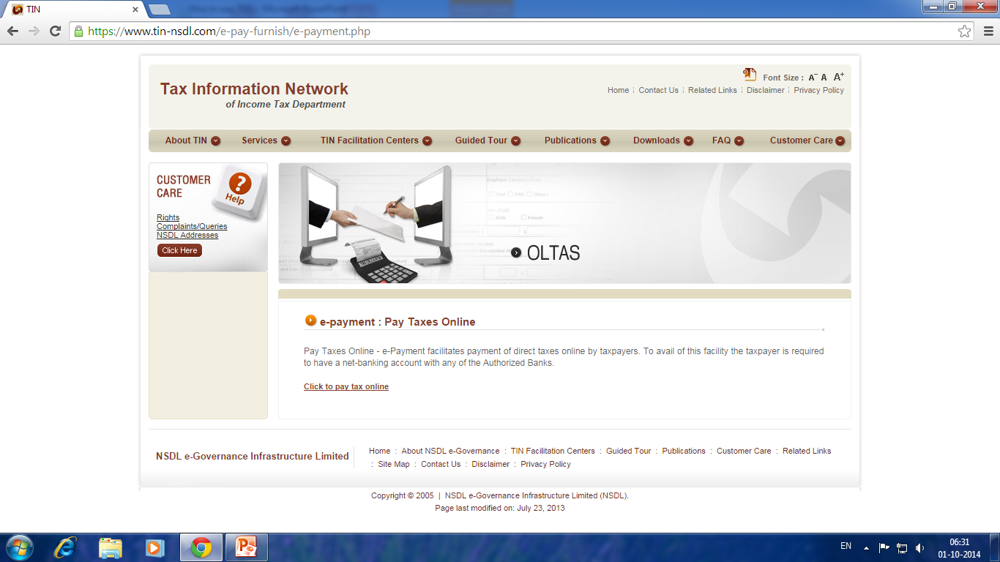 TIN
https://www.tin-nsdl.com/e-pay-furnish/e-payment.php
Font Size : A- A A+
Tax Information Network
of Income Tax Department
Home Contact Us Related Links Disclaimer Privacy Policy
About TIN Services TIN Facilitation Centers Guided Tour Publications Downloads FAQ Customer Care
CUSTOMER
CARE
Help
Rights
Complaints/Queries
NSDL Addresses
Click Here
OLTAS
e-payment : Pay Taxes Online
Pay Taxes Online - e-Payment facilitates payment of direct taxes online by taxpayers. To avail of this facility the taxpayer is required
to have a net-banking account with any of the Authorized Banks.
Click to pay tax online
NSDL e-Governance Infrastructure Limited
Home : About NSDL e-Governance : TIN Facilitation Centers : Guided Tour : Publications : Customer Care : Related Links
: Site Map : Contact Us : Disclaimer : Privacy Policy
Copyright © 2005 | NSDL e-Governance Infrastructure Limited (NSDL).
Page last modified on: July 23, 2013
EN
06:31
01-10-2014